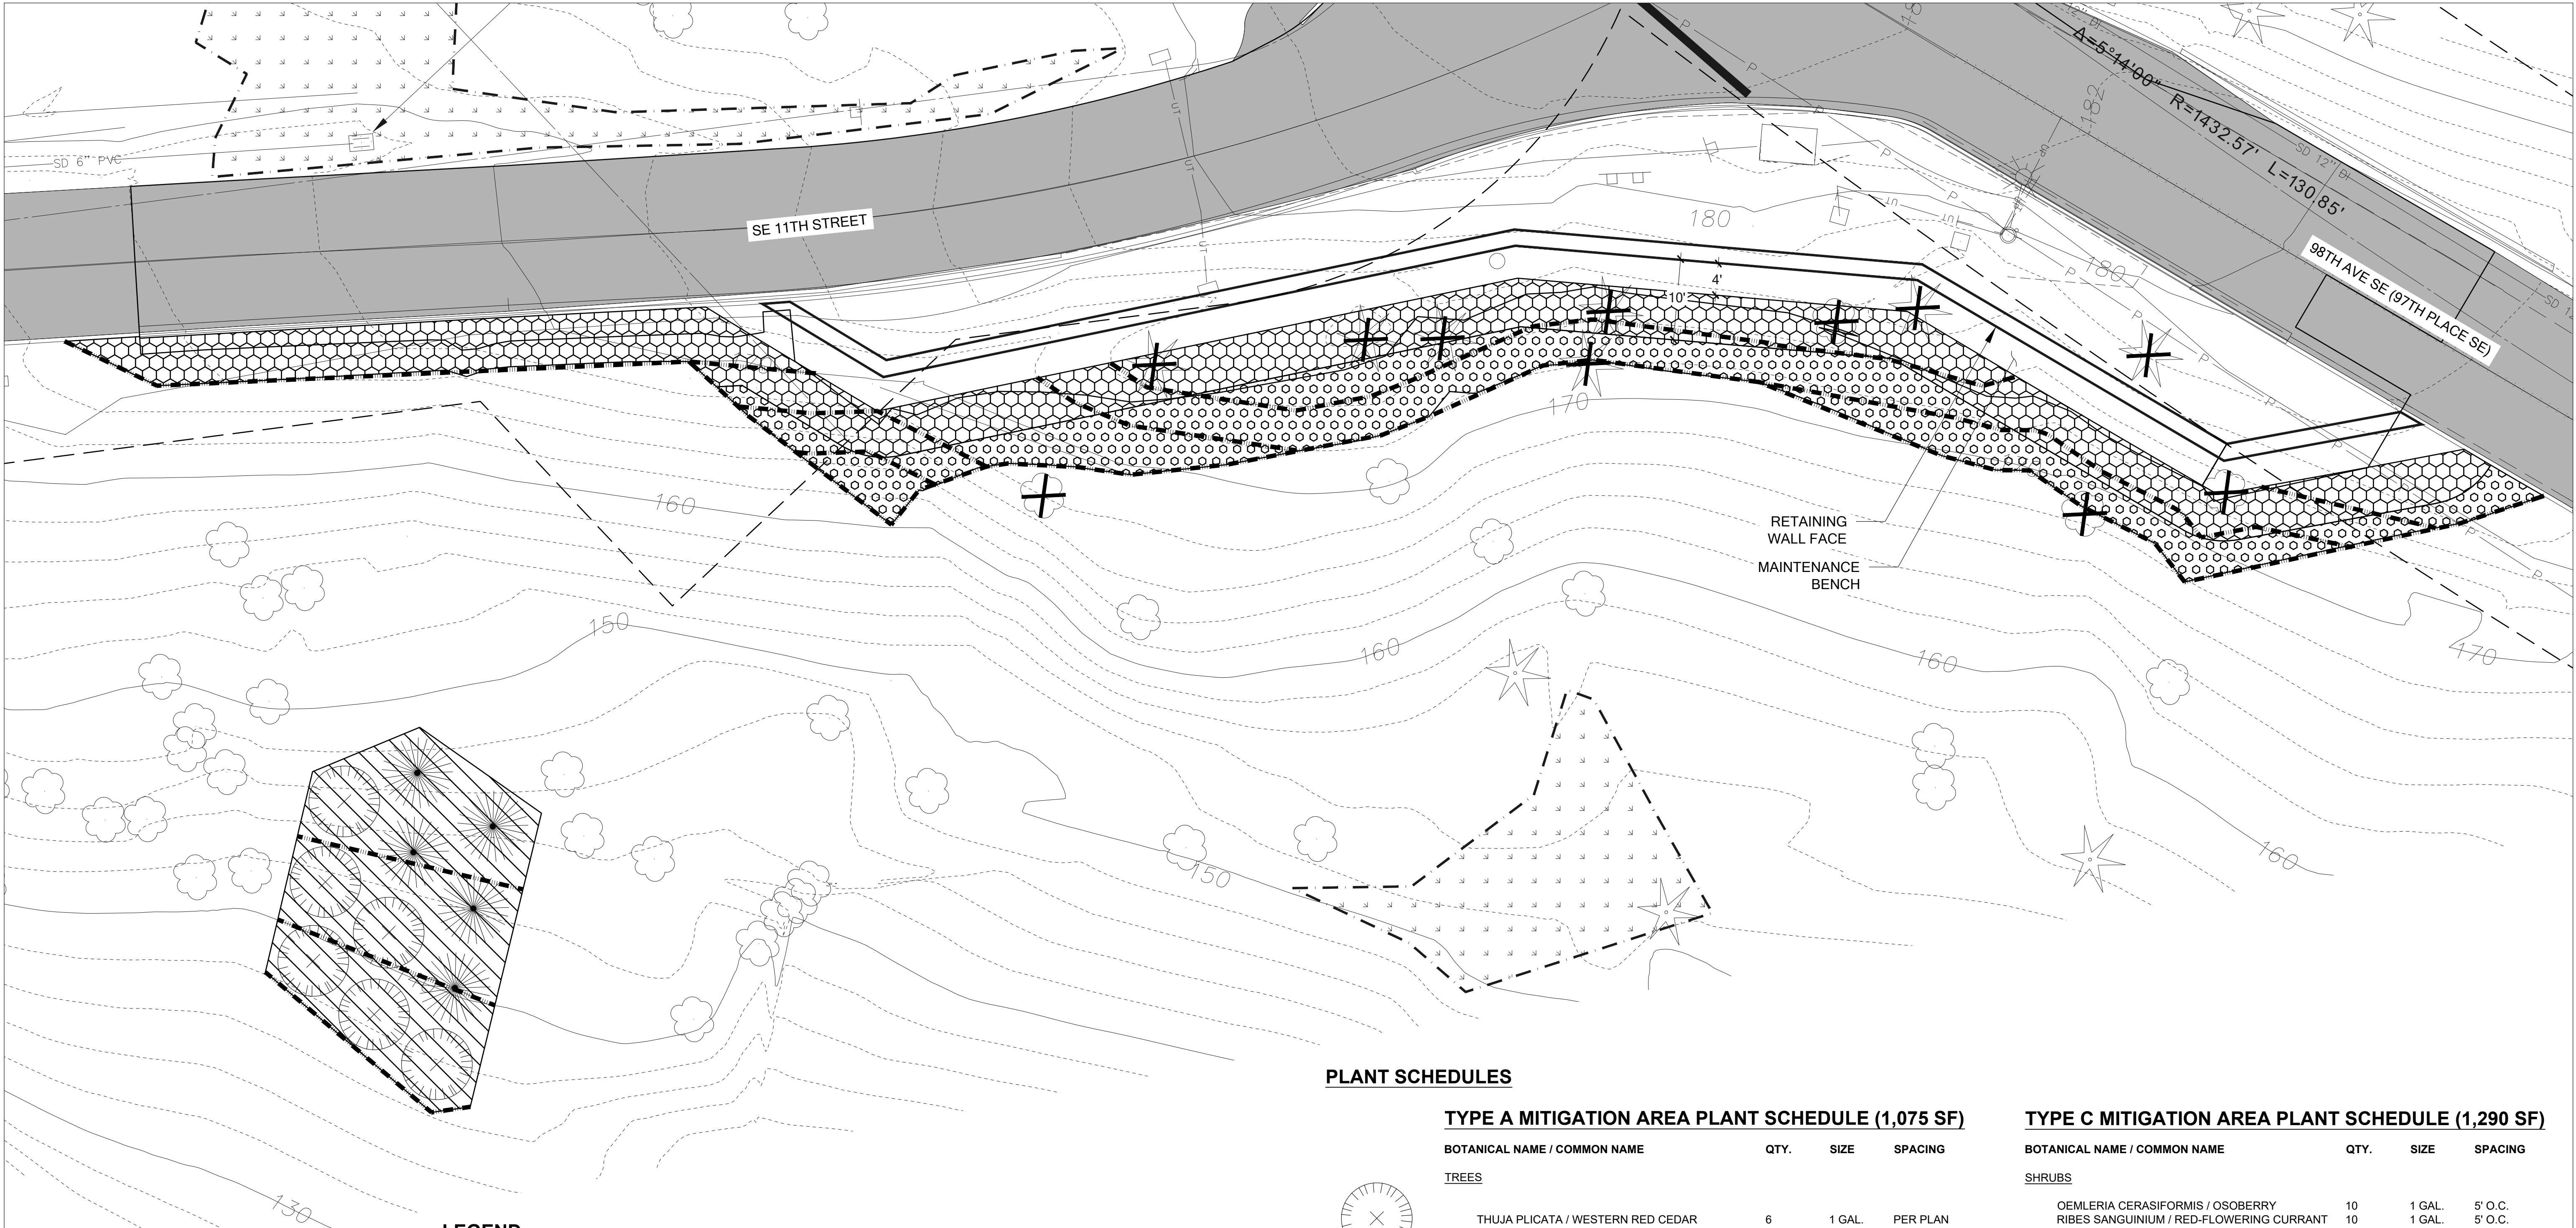 SD 6" PVC
SE 11TH STREET
182
Δ=5°14'00" R=1432.57' L=130.85'
SD 12"
98TH AVE SE (97TH PLACE SE)
180
180
4'
10'
170
160
RETAINING
WALL FACE
MAINTENANCE
BENCH
150
160
160
170
150
160
130
PLANT SCHEDULES
TYPE A MITIGATION AREA PLANT SCHEDULE (1,075 SF)
BOTANICAL NAME / COMMON NAME QTY. SIZE SPACING
TREES
THUJA PLICATA / WESTERN RED CEDAR 6 1 GAL. PER PLAN
TYPE C MITIGATION AREA PLANT SCHEDULE (1,290 SF)
BOTANICAL NAME / COMMON NAME QTY. SIZE SPACING
SHRUBS
OEMLERIA CERASIFORMIS / OSOBERRY 10 1 GAL. 5' O.C.
RIBES SANGUINIUM / RED-FLOWERING CURRANT 10 1 GAL. 5' O.C.
LEGEND